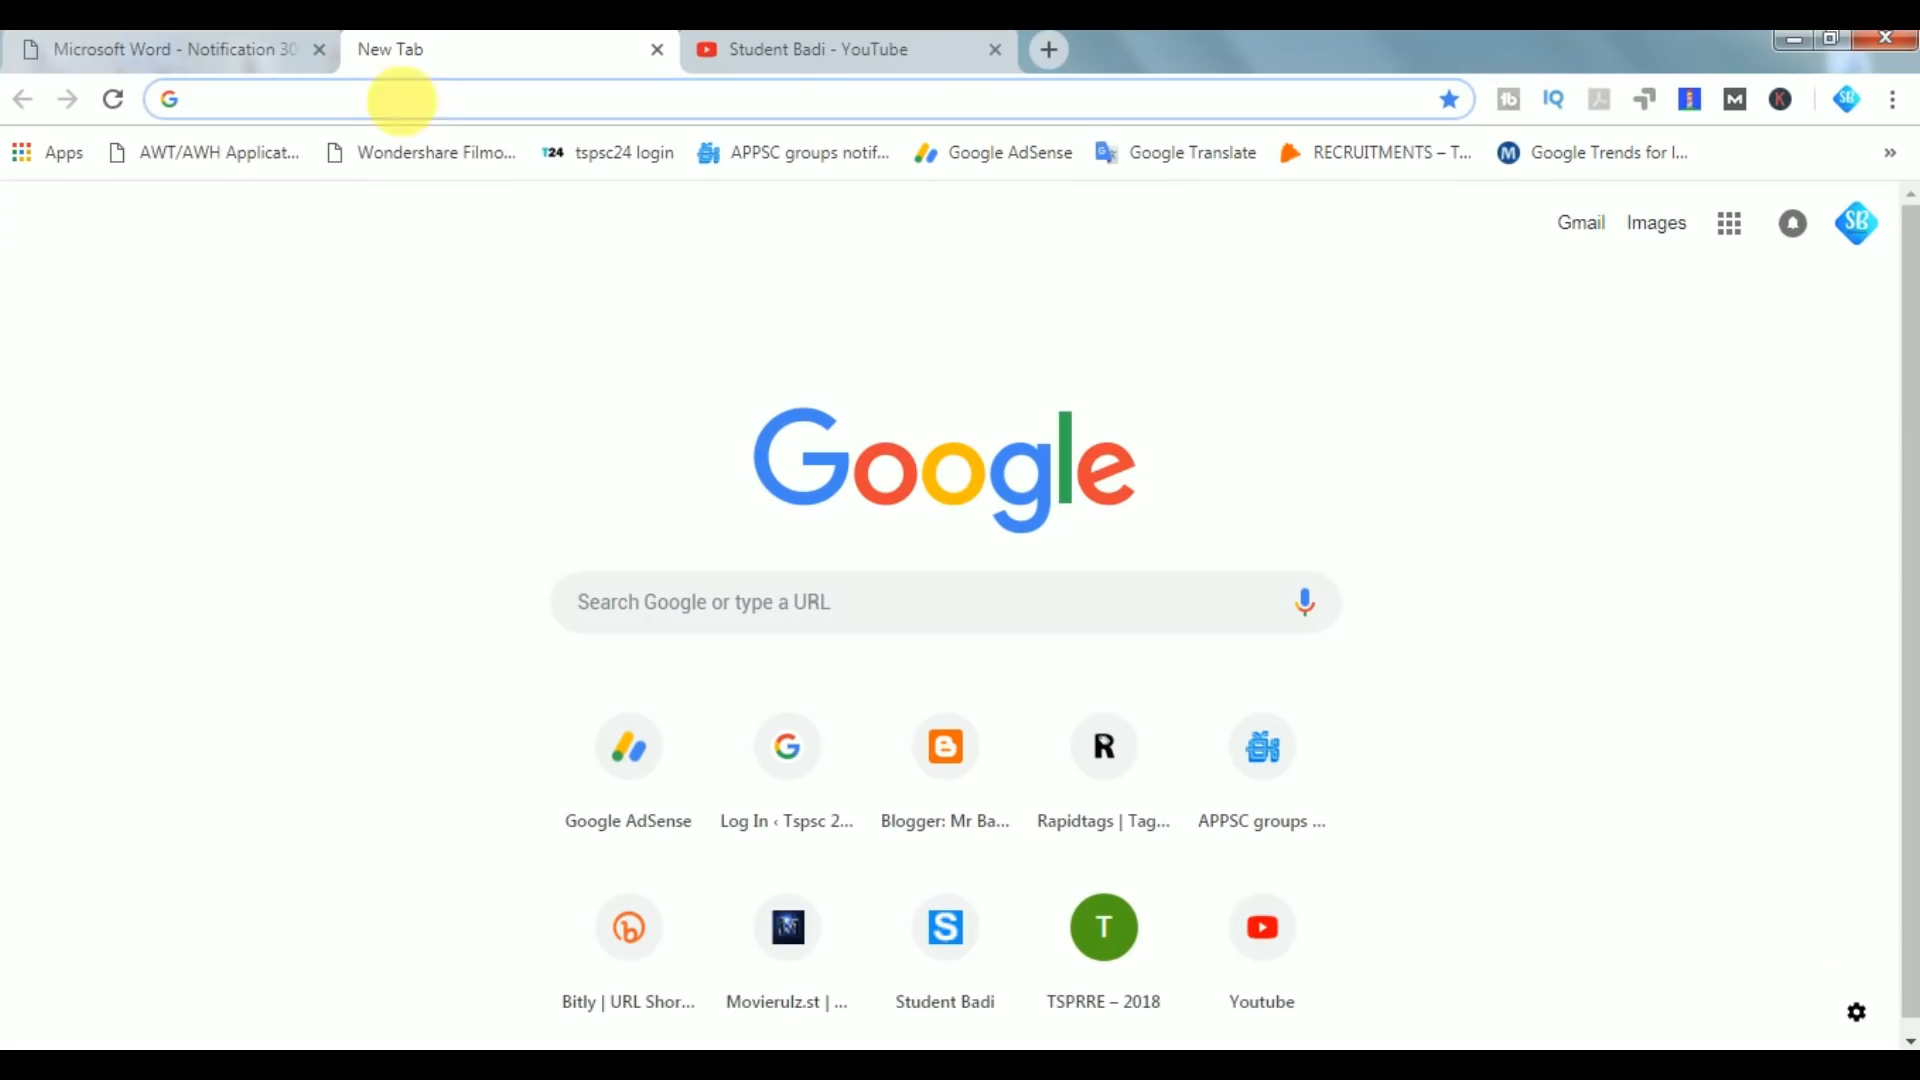 Microsoft Word - Notification 30
New Tab
Student Badi - YouTube
Apps
AWT/AWH Applicat...
Wondershare Filmo...
T24 tspsc24 login
APPSC groups notif...
Google AdSense
Google Translate
RECRUITMENTS – T...
Google Trends for I...
»
Gmail
Images
SB
Google
Search Google or type a URL
Google AdSense
Log In ‹ Tspsc 2...
Blogger: Mr Ba...
Rapidtags | Tag...
APPSC groups ...
Bitly | URL Shor...
Movierulz.st | ...
Student Badi
T
TSPRRE – 2018
Youtube